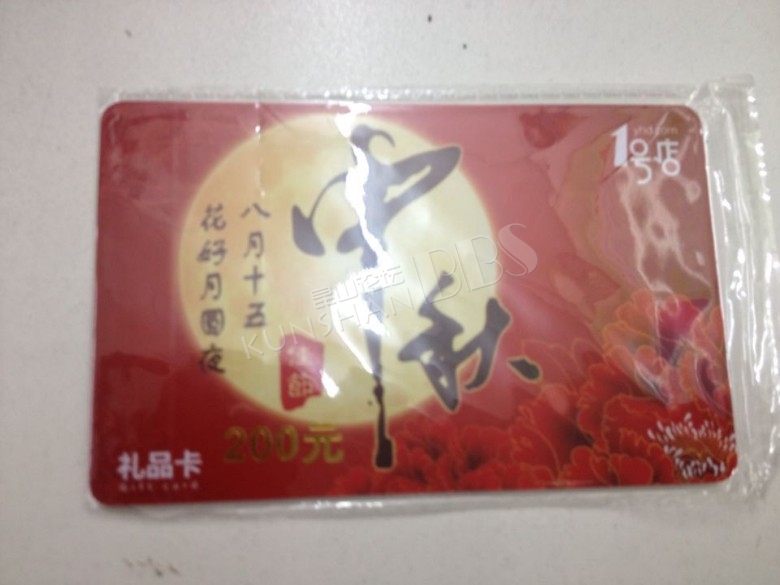 yhd.com
1号店
中秋
八月十五
花好月圆夜
200元
礼品卡
Gift card
昆山论坛
KUNSHAN BBS